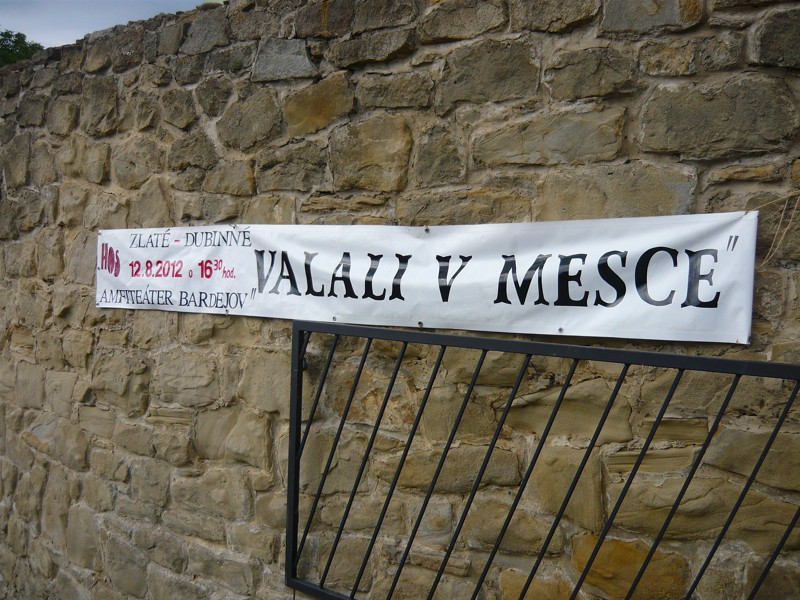 HOS
ZLATÉ - DUBINNÉ
12.8.2012 o 16³⁰ hod.
„AMFITEÁTER BARDEJOV"
„VALALI V MESCE"